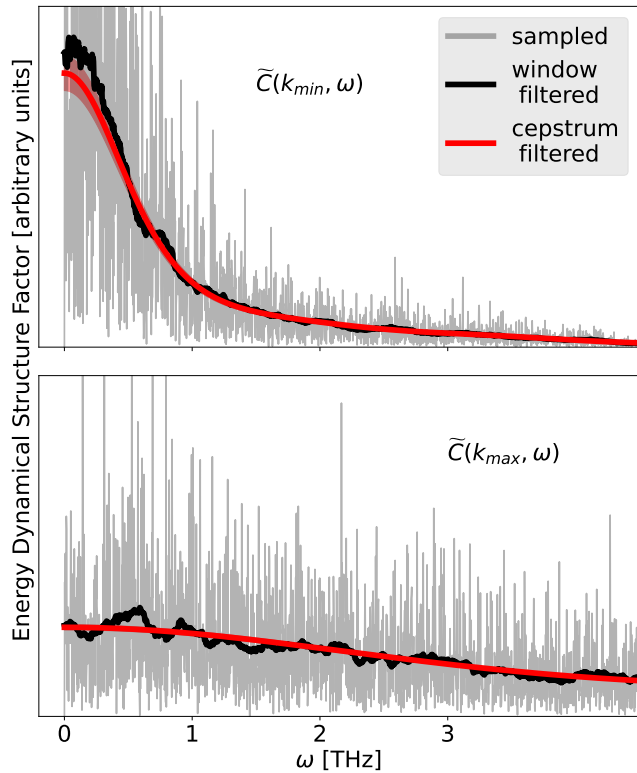 Energy Dynamical Structure Factor [arbitrary units]
C̃(k_min, ω)
sampled
window
filtered
cepstrum
filtered
C̃(k_max, ω)
0 1 2 3
ω [THz]